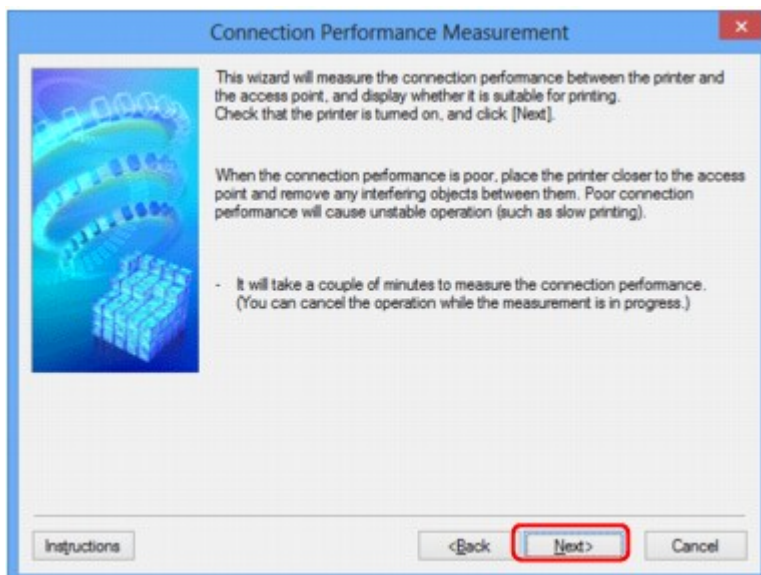 Connection Performance Measurement
This wizard will measure the connection performance between the printer and
the access point, and display whether it is suitable for printing.
Check that the printer is turned on, and click [Next].
When the connection performance is poor, place the printer closer to the access
point and remove any interfering objects between them. Poor connection
performance will cause unstable operation (such as slow printing).
- It will take a couple of minutes to measure the connection performance.
(You can cancel the operation while the measurement is in progress.)
Instructions <Back Next> Cancel